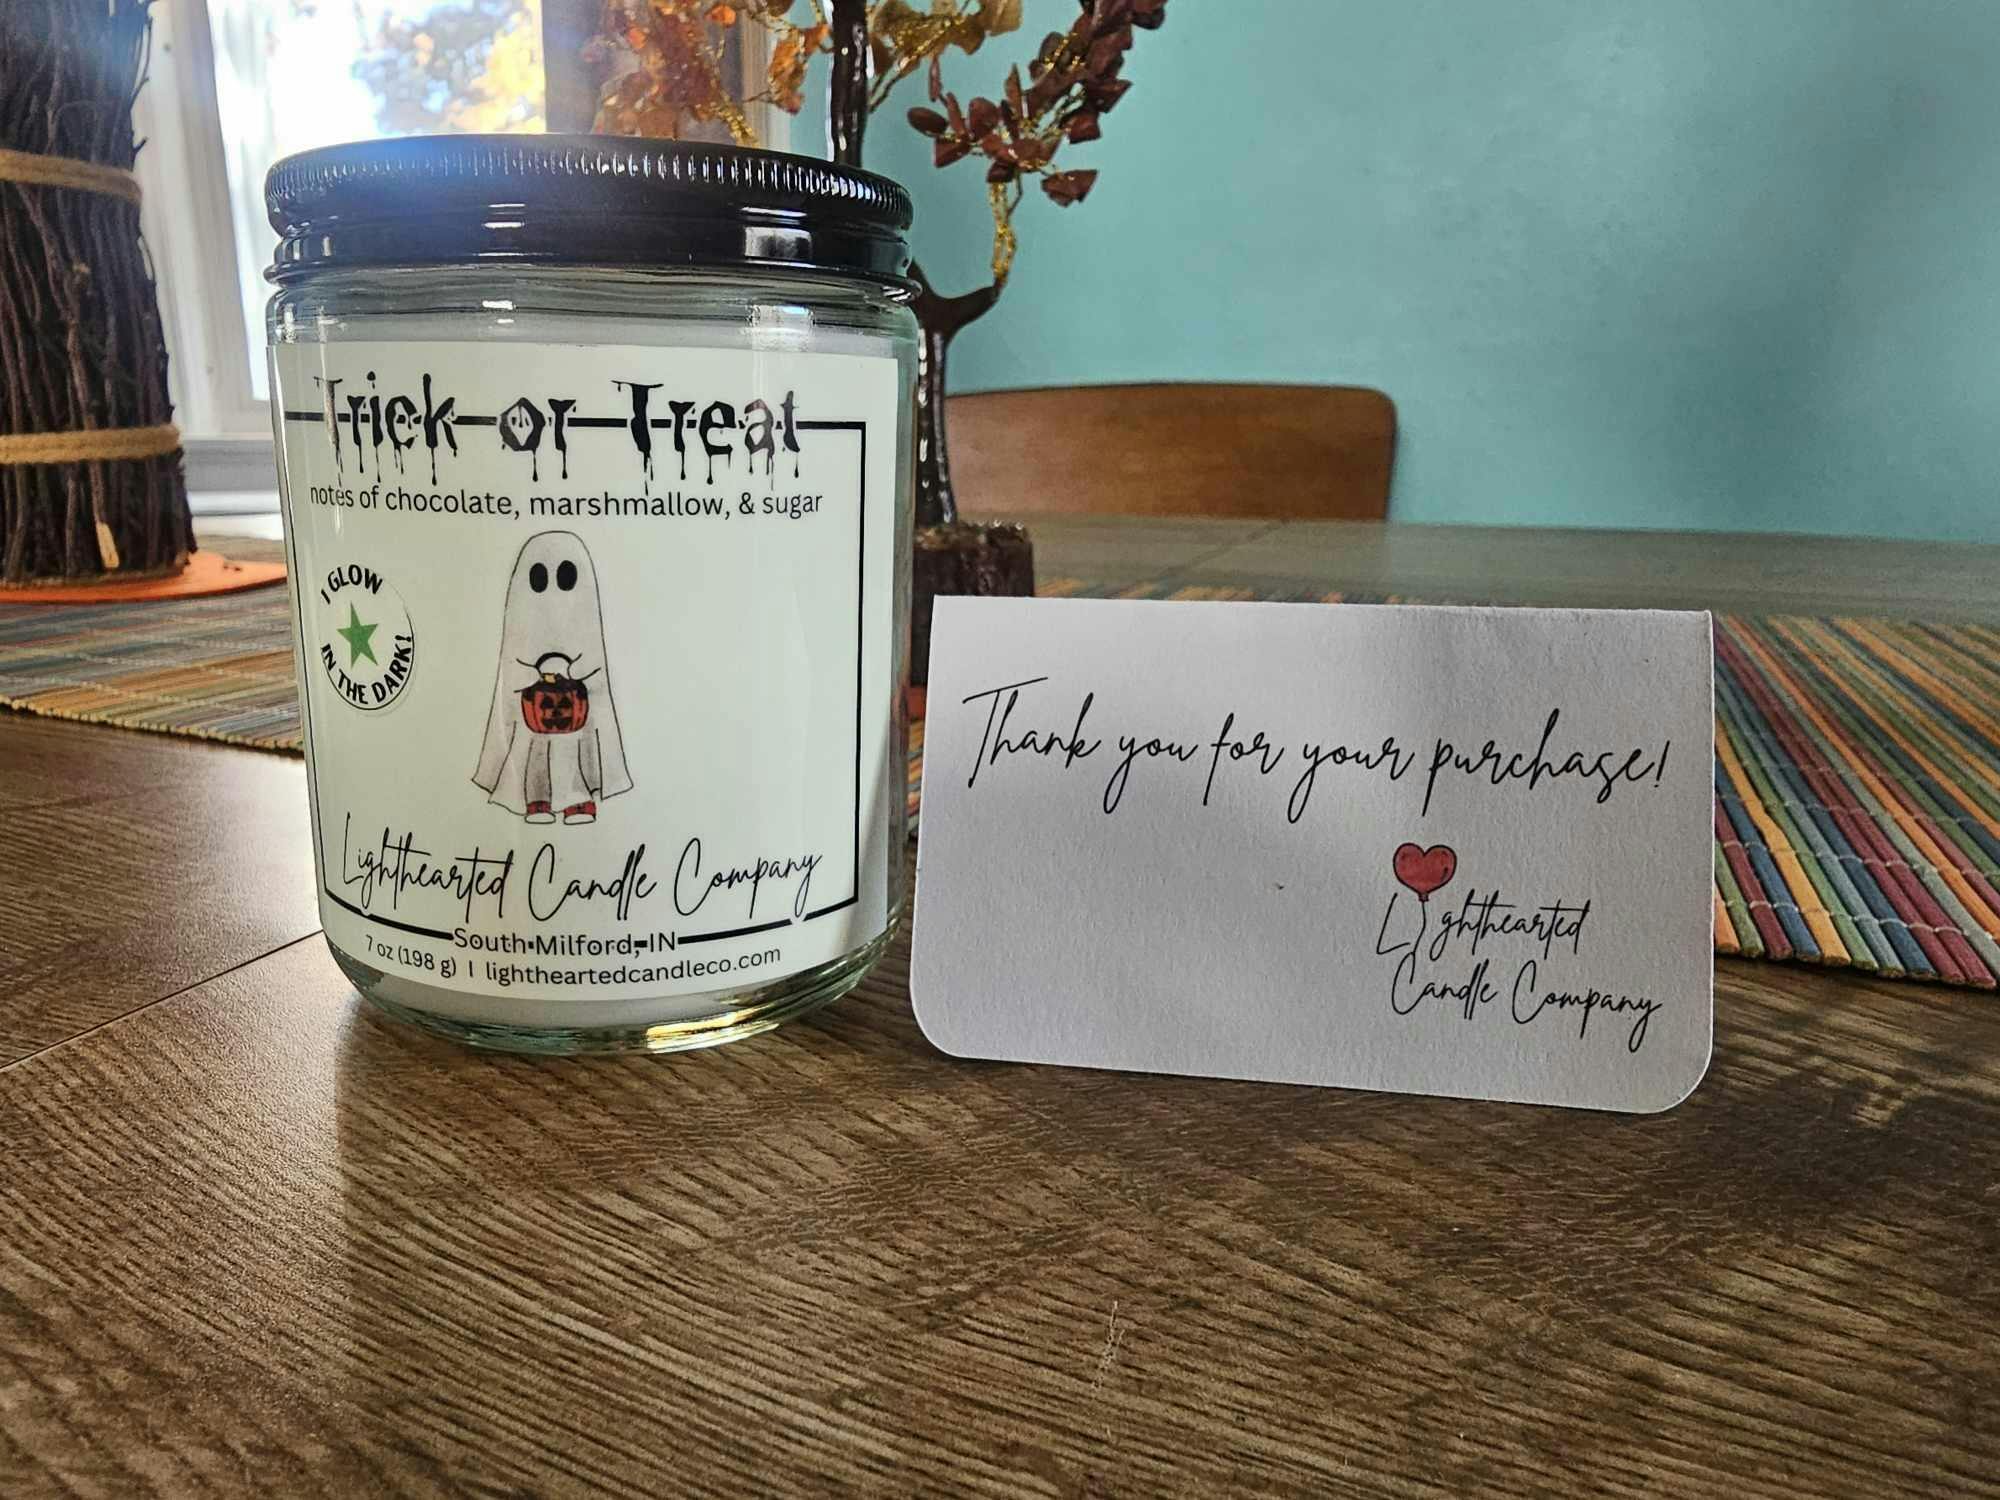 Trick or Treat
notes of chocolate, marshmallow, & sugar
I GLOW
IN THE DARK!
Lighthearted Candle Company
South Milford, IN
7 oz (198 g) | lightheartedcandleco.com
Thank you for your purchase!
Lighthearted
Candle Company